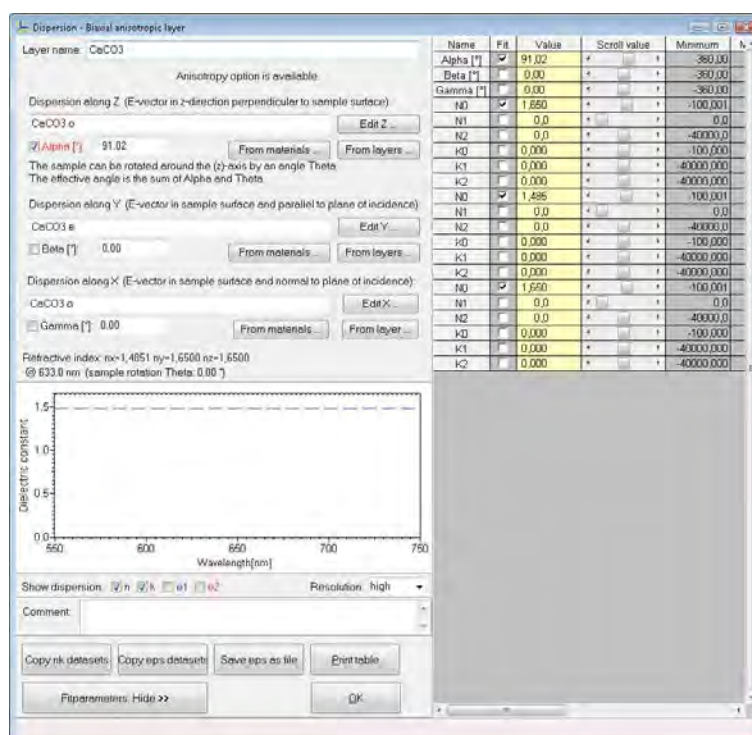 Dispersion - Biaxial anisotropic layer
Layer name: CaCO3
Anisotropy option is available
Dispersion along Z (E-vector in z-direction perpendicular to sample surface)
CaCO3 o Edit Z ...
Alpha [°] 91.02 From materials ... From layers ...
The sample can be rotated around the (z)-axis by an angle Theta.
The effective angle is the sum of Alpha and Theta.
Dispersion along Y (E-vector in sample surface and parallel to plane of incidence)
CaCO3 e Edit Y ...
Beta [°] 0.00 From materials ... From layers ...
Dispersion along X (E-vector in sample surface and normal to plane of incidence)
CaCO3 o Edit X ...
Gamma [°] 0.00 From materials ... From layer ...
Refractive index: nx=1,4851 ny=1,6500 nz=1,6500
@ 633.0 nm (sample rotation Theta: 0.00 °)
1.5
1.0
0.5
0.0
550 600 650 700 750
Dielectric constant
Wavelength[nm]
Show dispersion: n k e1 e2 Resolution: high
Comment:
Copy nk datasets Copy eps datasets Save eps as file Print table
Fitparameters: Hide >> OK
Name Fit Value Scroll value Minimum
Alpha [°] 91,02 -360,00
Beta [°] 0,00 -360,00
Gamma [°] 0,00 -360,00
N0 1,650 -100,001
N1 0,0 0,0
N2 0,0 -40000,0
K0 0,000 -100,000
K1 0,000 -40000,000
K2 0,000 -40000,000
N0 1,485 -100,001
N1 0,0 0,0
N2 0,0 -40000,0
K0 0,000 -100,000
K1 0,000 -40000,000
K2 0,000 -40000,000
N0 1,650 -100,001
N1 0,0 0,0
N2 0,0 -40000,0
K0 0,000 -100,000
K1 0,000 -40000,000
K2 0,000 -40000,000